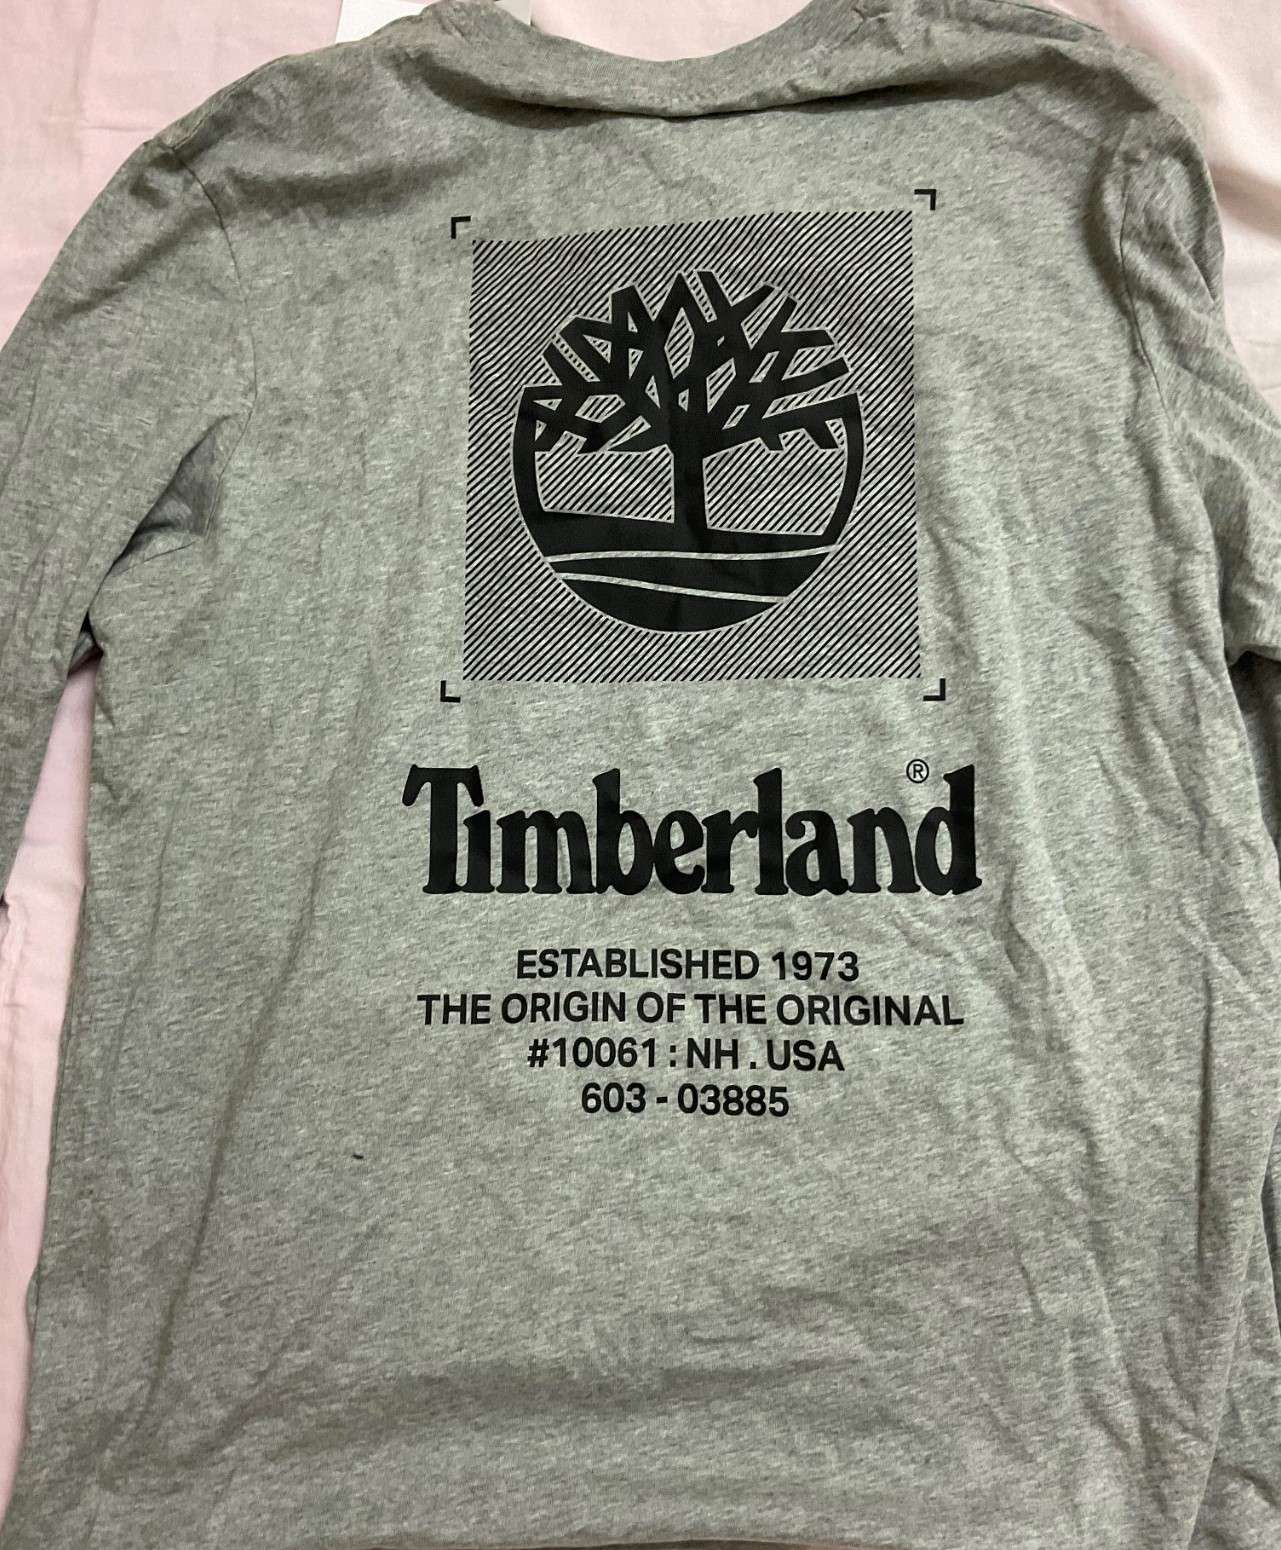 Timberland®
ESTABLISHED 1973
THE ORIGIN OF THE ORIGINAL
#10061 : NH . USA
603 - 03885